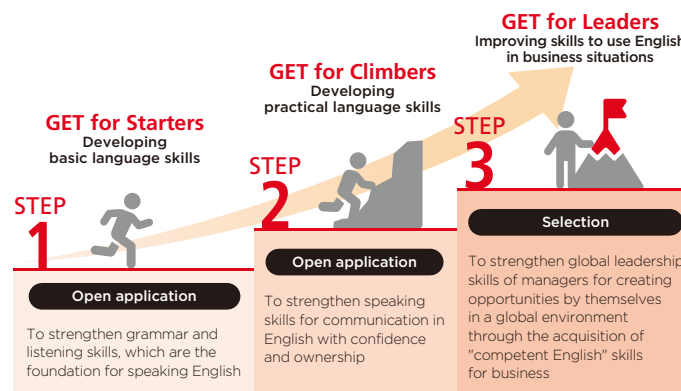 GET for Starters
Developing
basic language skills
STEP
1
Open application
To strengthen grammar and
listening skills, which are the
foundation for speaking English
GET for Climbers
Developing
practical language skills
STEP
2
Open application
To strengthen speaking
skills for communication in
English with confidence
and ownership
GET for Leaders
Improving skills to use English
in business situations
STEP
3
Selection
To strengthen global leadership
skills of managers for creating
opportunities by themselves
in a global environment
through the acquisition of
"competent English" skills
for business